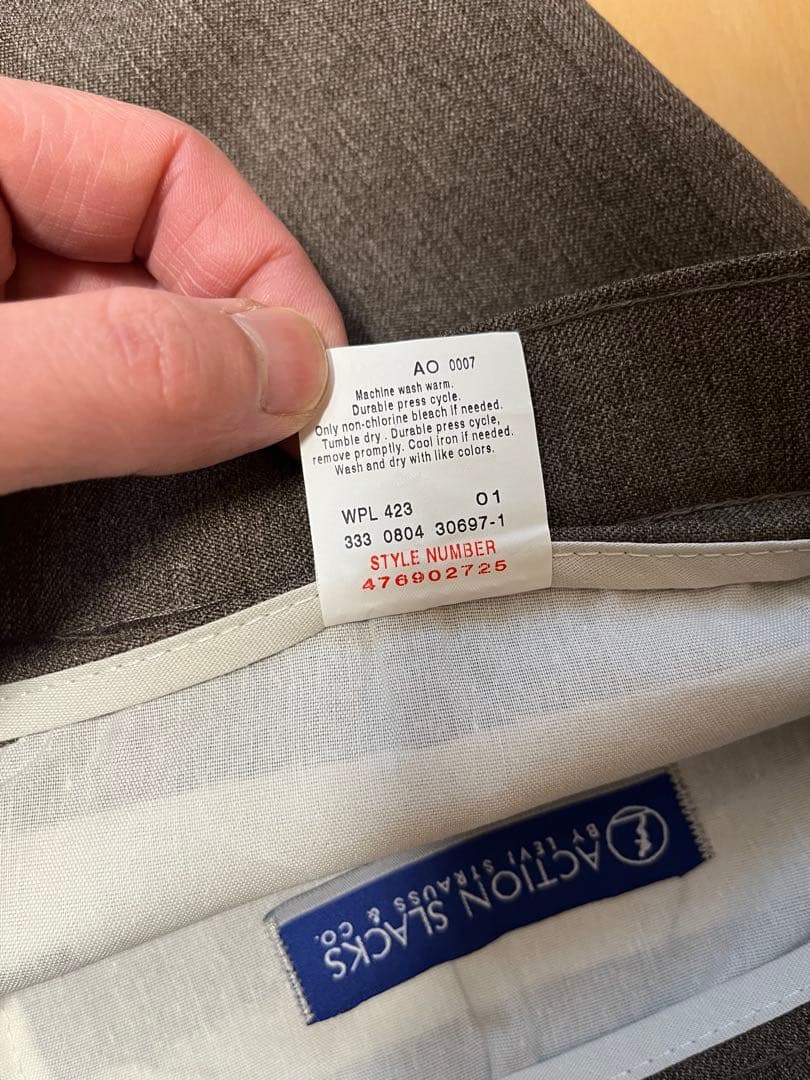 AO 0007
Machine wash warm.
Durable press cycle.
Only non-chlorine bleach if needed.
Tumble dry . Durable press cycle,
remove promptly. Cool iron if needed.
Wash and dry with like colors.
WPL 423 01
333 0804 30697-1
STYLE NUMBER
476902725
ACTION SLACKS
BY LEVI STRAUSS & CO.